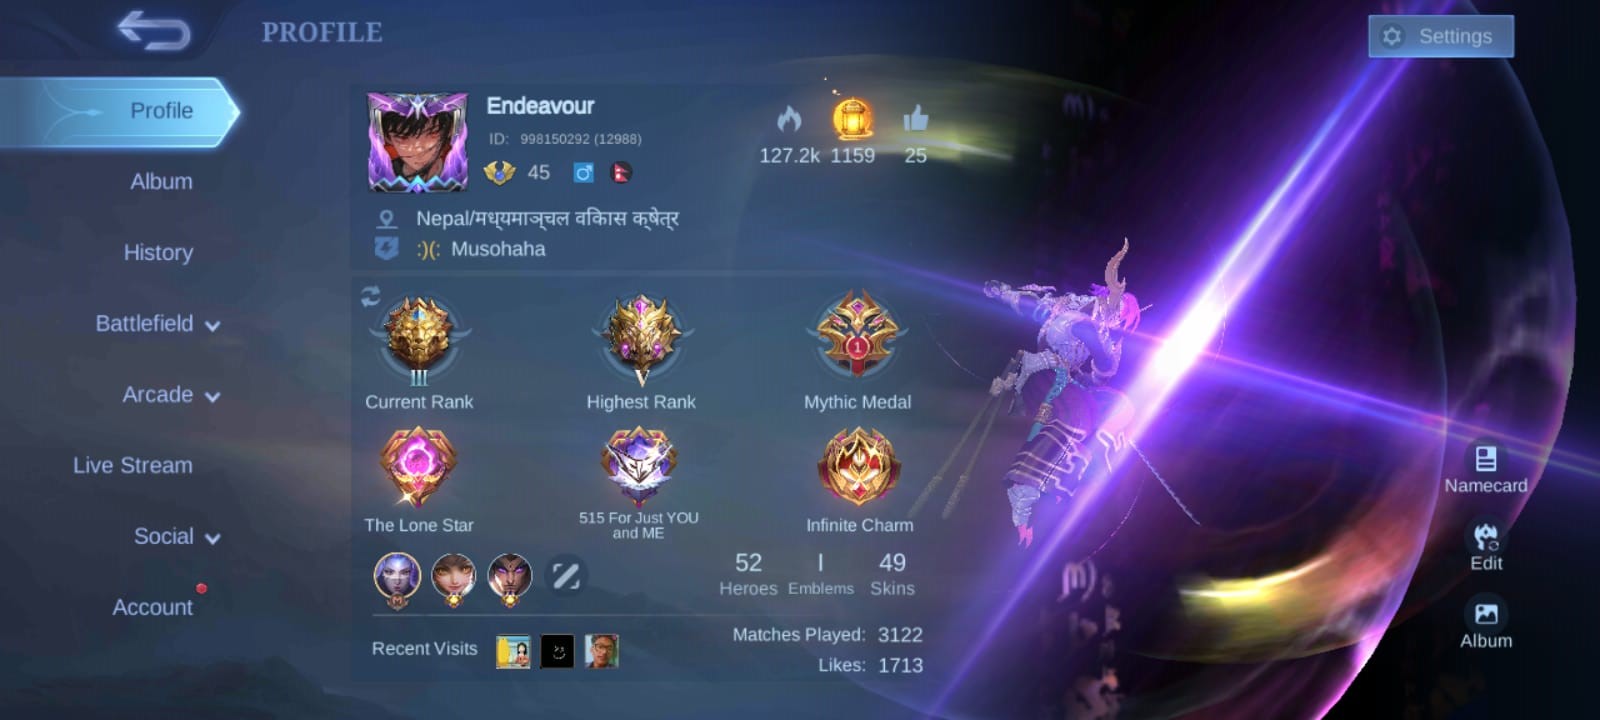 PROFILE
Settings
Profile
Album
History
Battlefield
Arcade
Live Stream
Social
Account
Endeavour
ID: 998150292 (12988)
45
127.2k 1159 25
Nepal/मध्यमाञ्चल विकास क्षेत्र
:)(: Musohaha
III
V
1
Current Rank
Highest Rank
Mythic Medal
The Lone Star
515 For Just YOU
and ME
Infinite Charm
52 I 49
Heroes Emblems Skins
Recent Visits
Matches Played: 3122
Likes: 1713
Namecard
Edit
Album